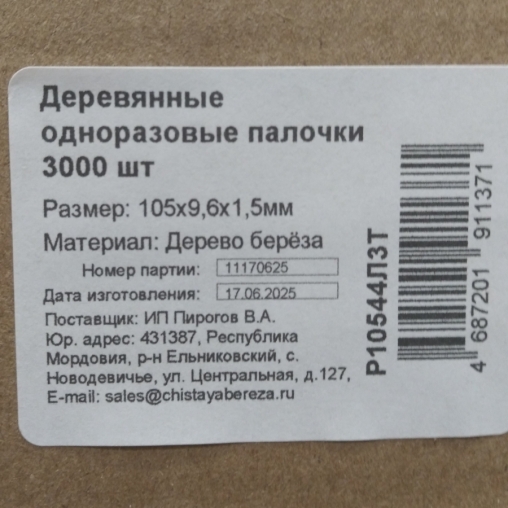 Деревянные
одноразовые палочки
3000 шт
Размер: 105х9,6х1,5мм
Материал: Дерево берёза
Номер партии: 11170625
Дата изготовления: 17.06.2025
Поставщик: ИП Пирогов В.А.
Юр. адрес: 431387, Республика
Мордовия, р-н Ельниковский, с.
Новодевичье, ул. Центральная, д.127,
E-mail: sales@chistayabereza.ru
Р10544Л3Т
4 687201 911371